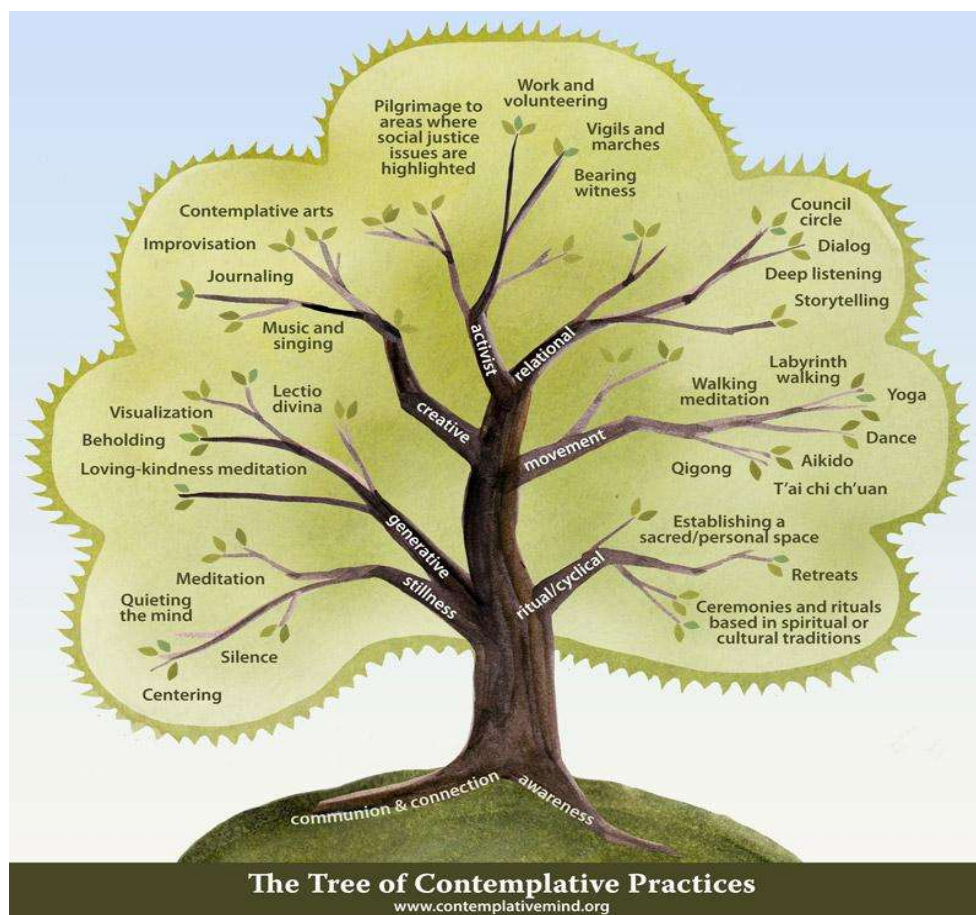 Work and
volunteering
Pilgrimage to
areas where
social justice
issues are
highlighted
Vigils and
marches
Bearing
witness
Contemplative arts
Improvisation
Journaling
Music and
singing
Council
circle
Dialog
Deep listening
Storytelling
activist
relational
creative
movement
Labyrinth
walking
Walking
meditation
Yoga
Dance
Aikido
Qigong
T'ai chi ch'uan
Lectio
divina
Visualization
Beholding
Loving-kindness meditation
generative
stillness
ritual/cyclical
Meditation
Quieting
the mind
Silence
Centering
Establishing a
sacred/personal space
Retreats
Ceremonies and rituals
based in spiritual or
cultural traditions
communion & connection
awareness
The Tree of Contemplative Practices
www.contemplativemind.org